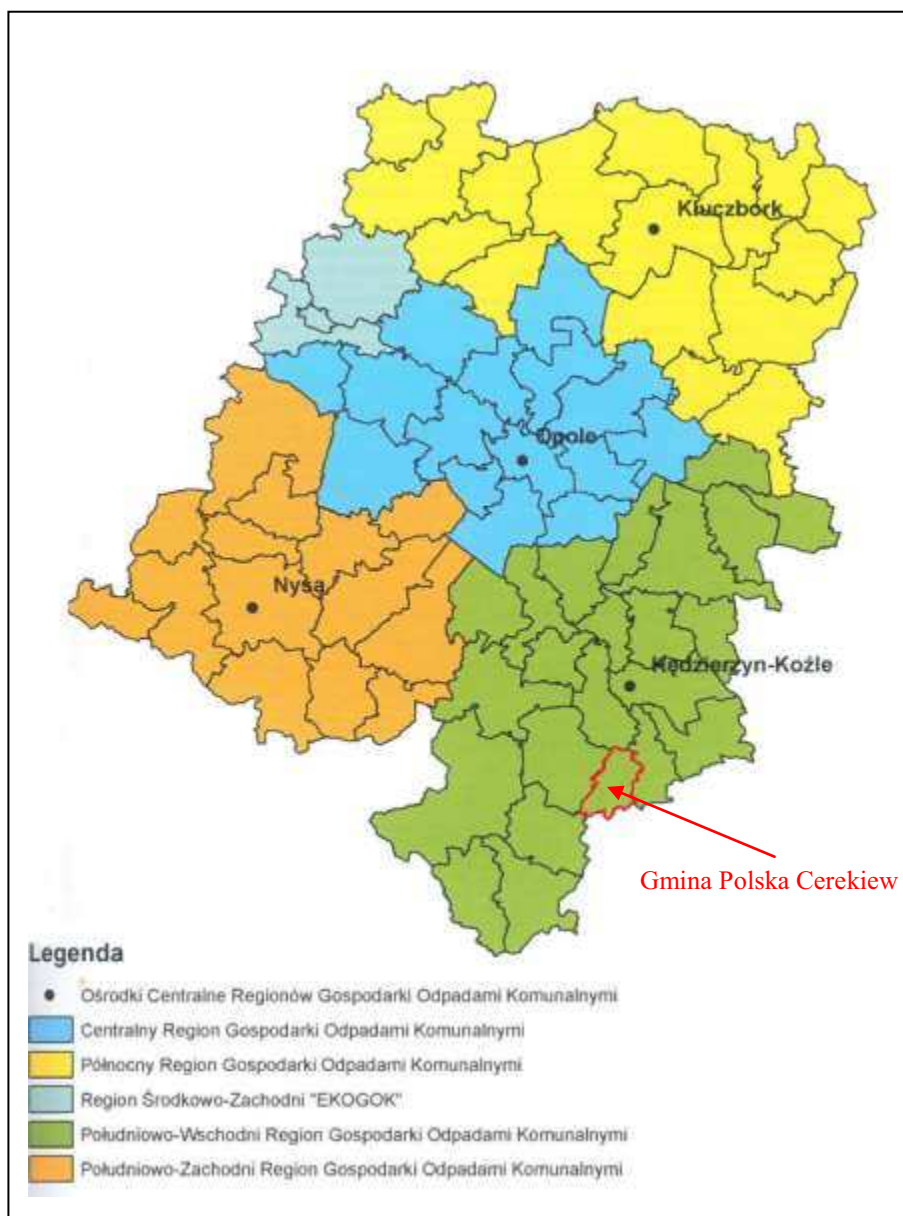 Kluczbork
Opole
Nysa
Kędzierzyn-Koźle
Gmina Polska Cerekiew
Legenda
Ośrodki Centralne Regionów Gospodarki Odpadami Komunalnymi
Centralny Region Gospodarki Odpadami Komunalnymi
Północny Region Gospodarki Odpadami Komunalnymi
Region Środkowo-Zachodni "EKOGOK"
Południowo-Wschodni Region Gospodarki Odpadami Komunalnymi
Południowo-Zachodni Region Gospodarki Odpadami Komunalnymi